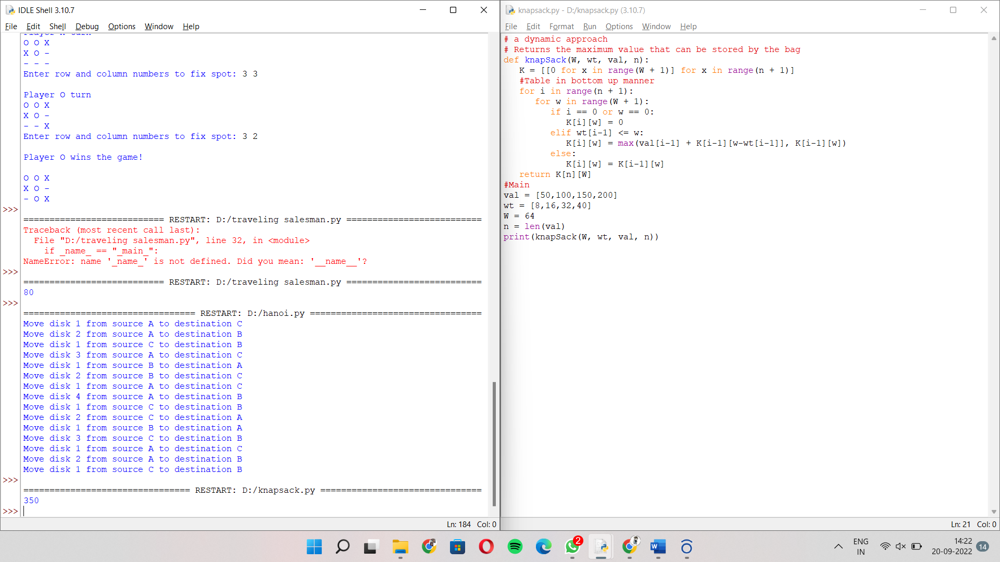 IDLE Shell 3.10.7
File Edit Shell Debug Options Window Help
O O X
X O -
- - -
Enter row and column numbers to fix spot: 3 3
Player O turn
O O X
X O -
- - X
Enter row and column numbers to fix spot: 3 2
Player O wins the game!
O O X
X O -
- O X
>>>
=========================== RESTART: D:/traveling salesman.py ==========================
Traceback (most recent call last):
  File "D:/traveling salesman.py", line 32, in <module>
    if _name_ == "_main_":
NameError: name '_name_' is not defined. Did you mean: '__name__'?
>>>
=========================== RESTART: D:/traveling salesman.py ==========================
80
>>>
================================= RESTART: D:/hanoi.py =================================
Move disk 1 from source A to destination C
Move disk 2 from source A to destination B
Move disk 1 from source C to destination B
Move disk 3 from source A to destination C
Move disk 1 from source B to destination A
Move disk 2 from source B to destination C
Move disk 1 from source A to destination C
Move disk 4 from source A to destination B
Move disk 1 from source C to destination B
Move disk 2 from source C to destination A
Move disk 1 from source B to destination A
Move disk 3 from source C to destination B
Move disk 1 from source A to destination C
Move disk 2 from source A to destination B
Move disk 1 from source C to destination B
>>>
================================ RESTART: D:/knapsack.py ===============================
350
>>>
Ln: 184 Col: 0
knapsack.py - D:/knapsack.py (3.10.7)
File Edit Format Run Options Window Help
# a dynamic approach
# Returns the maximum value that can be stored by the bag
def knapSack(W, wt, val, n):
   K = [[0 for x in range(W + 1)] for x in range(n + 1)]
   #Table in bottom up manner
   for i in range(n + 1):
      for w in range(W + 1):
         if i == 0 or w == 0:
            K[i][w] = 0
         elif wt[i-1] <= w:
            K[i][w] = max(val[i-1] + K[i-1][w-wt[i-1]], K[i-1][w])
         else:
            K[i][w] = K[i-1][w]
   return K[n][W]
#Main
val = [50,100,150,200]
wt = [8,16,32,40]
W = 64
n = len(val)
print(knapSack(W, wt, val, n))
Ln: 21 Col: 0
2
W
ENG
IN
14:22
20-09-2022
14